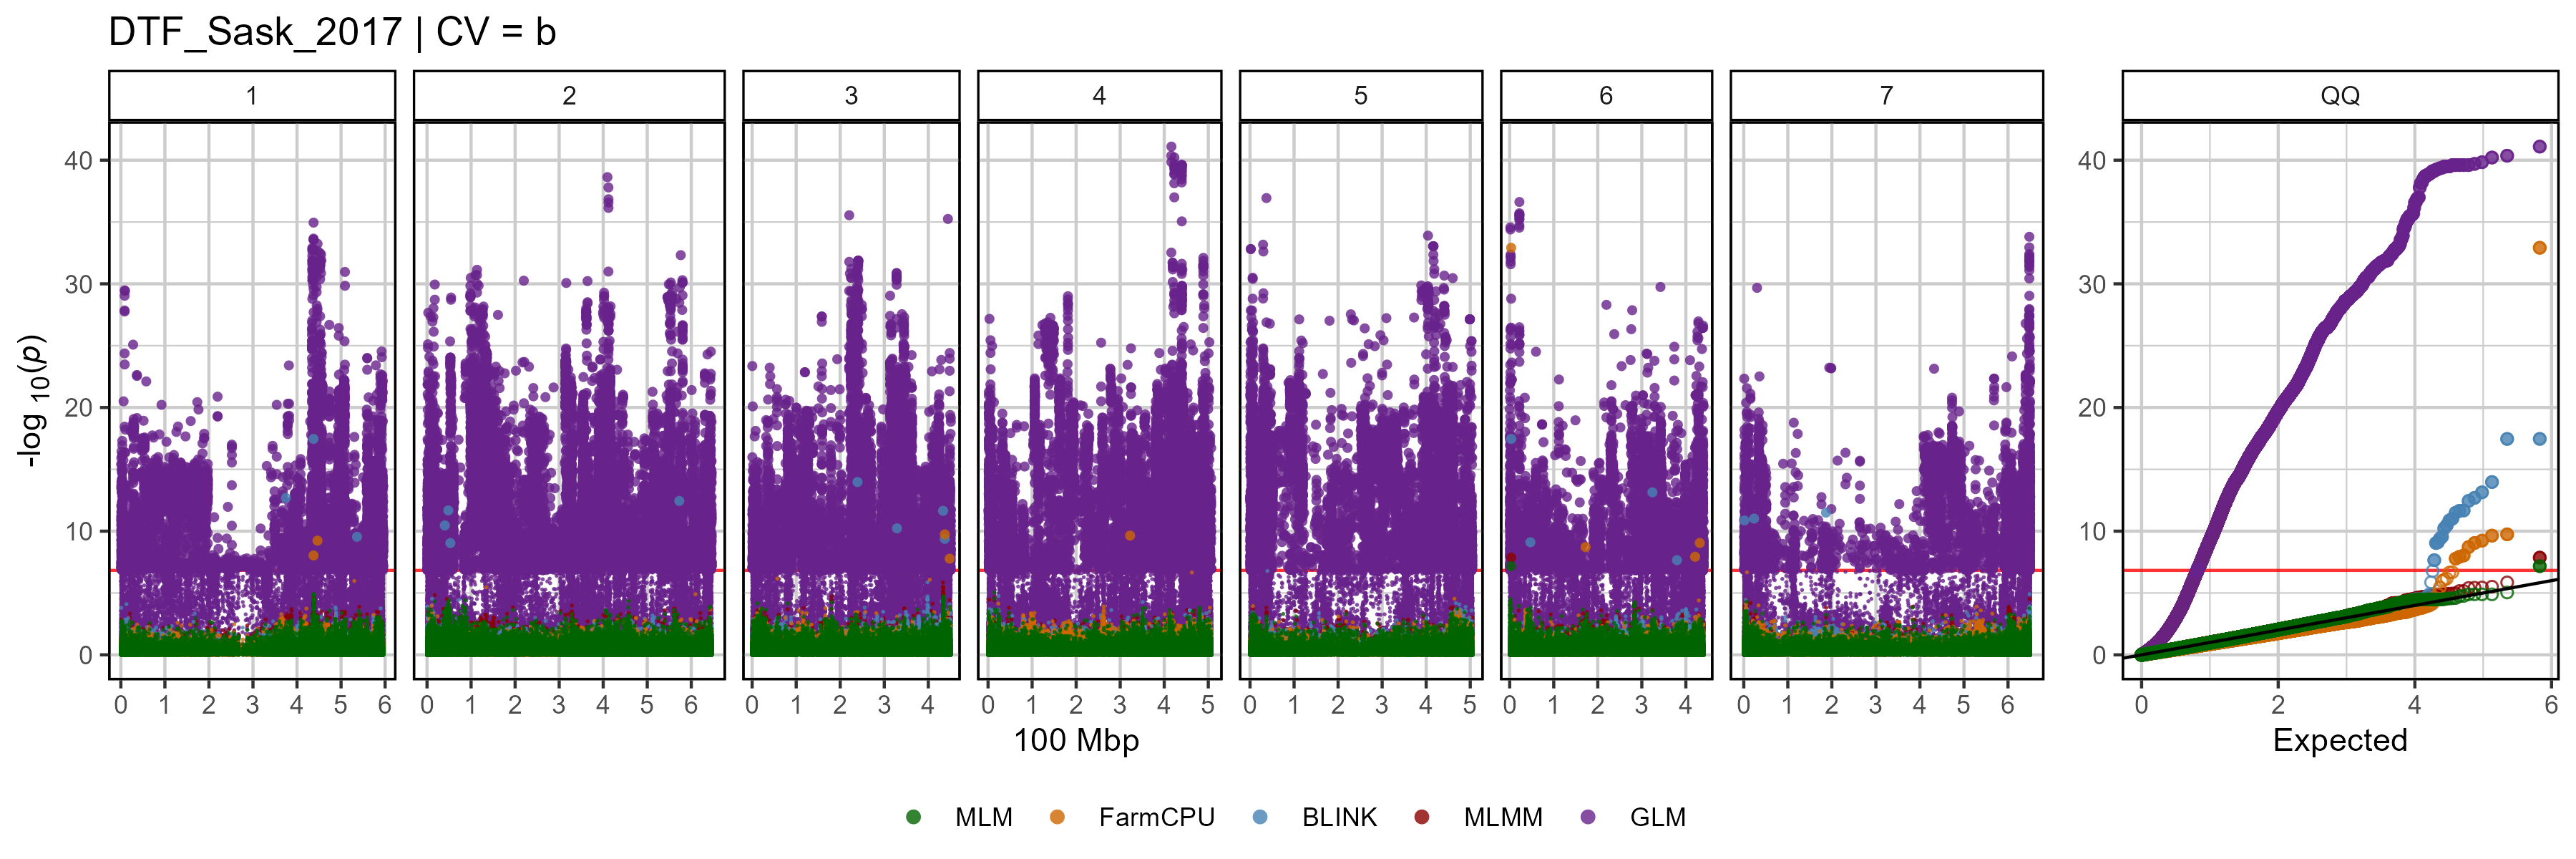 DTF_Sask_2017 | CV = b
1 2 3 4 5 6 7 QQ
-log 10(p)
40
30
20
10
0
40
30
20
10
0
0 1 2 3 4 5 6 0 1 2 3 4 5 6 0 1 2 3 4 0 1 2 3 4 5 0 1 2 3 4 5 0 1 2 3 4 0 1 2 3 4 5 6 0 2 4 6
100 Mbp Expected
MLM FarmCPU BLINK MLMM GLM